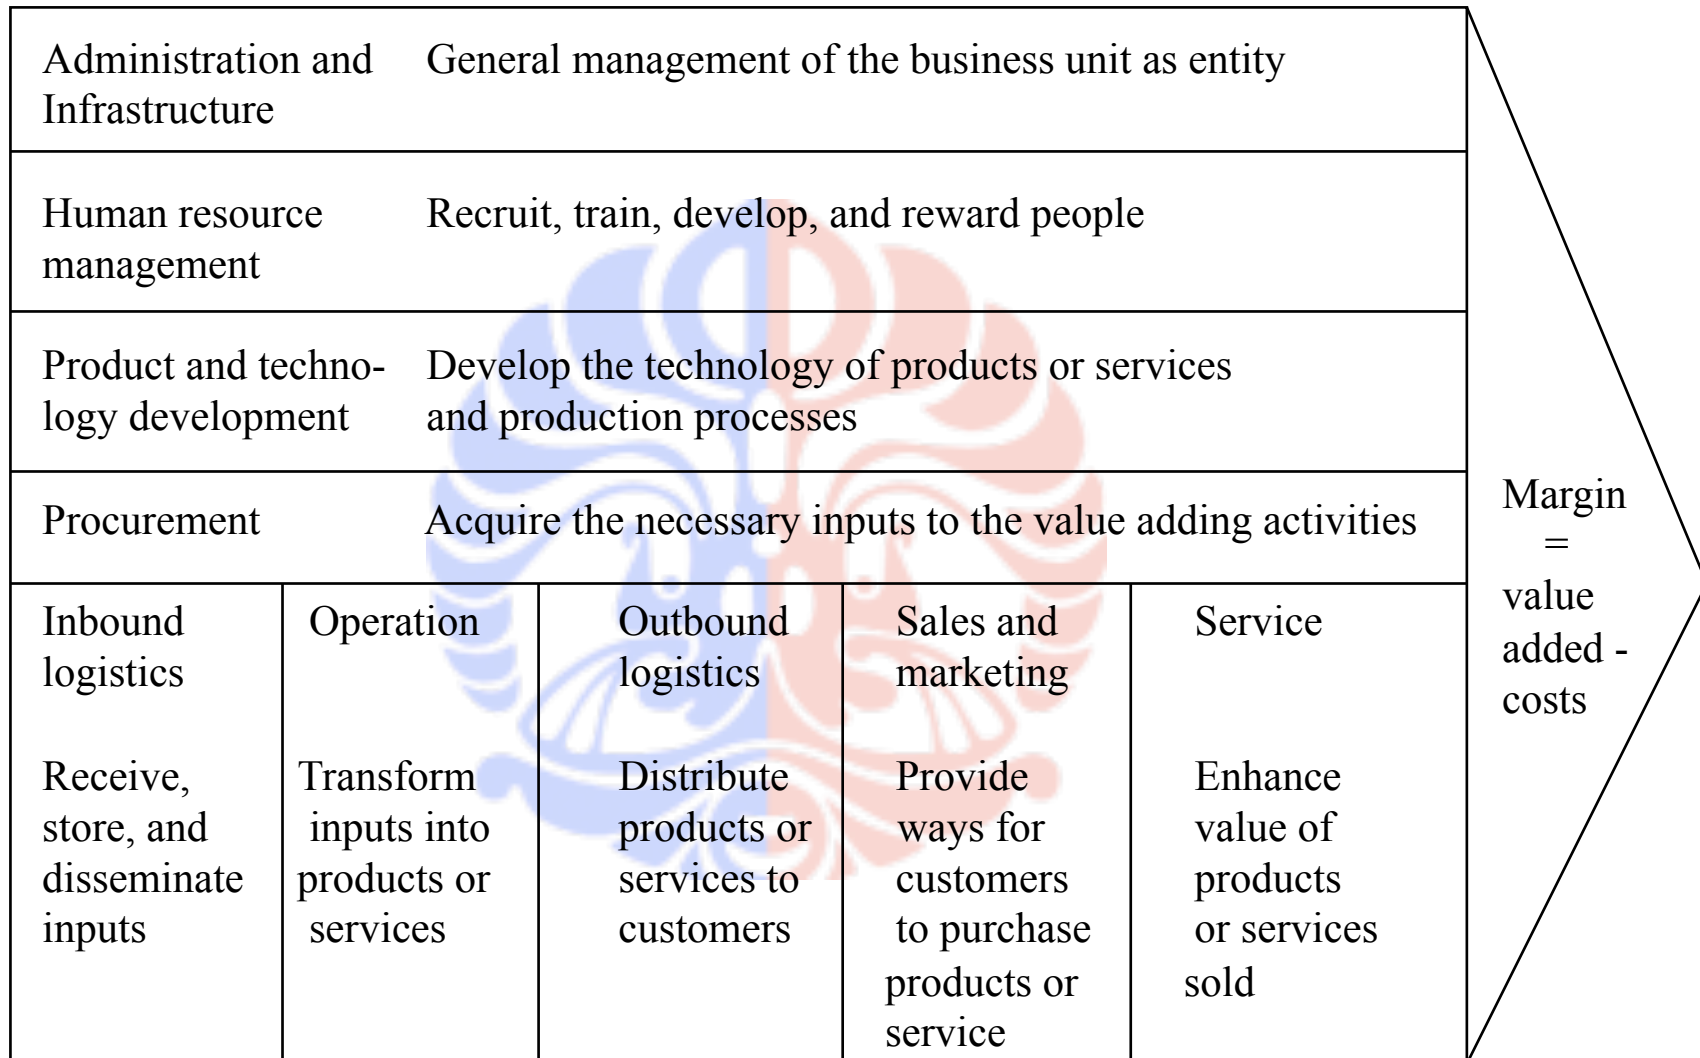 Administration and
Infrastructure
General management of the business unit as entity
Human resource
management
Recruit, train, develop, and reward people
Product and techno-
logy development
Develop the technology of products or services
and production processes
Procurement
Acquire the necessary inputs to the value adding activities
Inbound
logistics
Receive,
store, and
disseminate
inputs
Operation
Transform
inputs into
products or
services
Outbound
logistics
Distribute
products or
services to
customers
Sales and
marketing
Provide
ways for
customers
to purchase
products or
service
Service
Enhance
value of
products
or services
sold
Margin
=
value
added -
costs